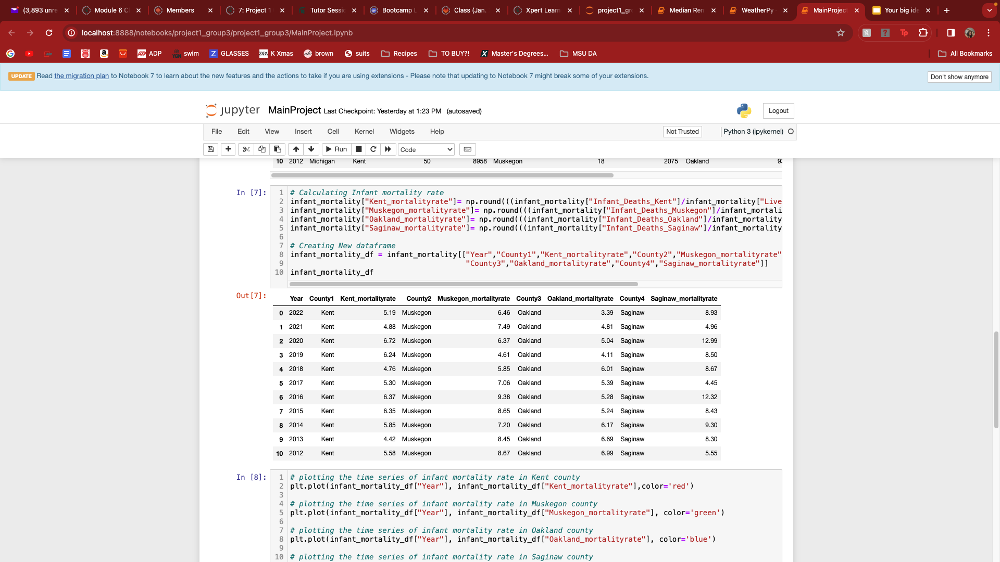 (3,893 unre
Module 6 C
Members
7: Project 1
Tutor Sessio
Bootcamp L
Class (Jan.
Xpert Learn
project1_gr
Median Ren
WeatherPy
MainProject
Your big ide
localhost:8888/notebooks/project1_group3/project1_group3/MainProject.ipynb
ADP swim GLASSES K Xmas brown suits Recipes TO BUY?! Master's Degrees... MSU DA All Bookmarks
UPDATE Read the migration plan to Notebook 7 to learn about the new features and the actions to take if you are using extensions - Please note that updating to Notebook 7 might break some of your extensions.
Don't show anymore
jupyter MainProject Last Checkpoint: Yesterday at 1:23 PM (autosaved)
Logout
File Edit View Insert Cell Kernel Widgets Help
Not Trusted
Python 3 (ipykernel)
Run Code
10 2012 Michigan Kent 50 8958 Muskegon 18 2075 Oakland
In [7]:
1 # Calculating Infant mortality rate
2 infant_mortality["Kent_mortalityrate"]= np.round(((infant_mortality["Infant_Deaths_Kent"]/infant_mortality["Live
3 infant_mortality["Muskegon_mortalityrate"]= np.round(((infant_mortality["Infant_Deaths_Muskegon"]/infant_mortali
4 infant_mortality["Oakland_mortalityrate"]= np.round(((infant_mortality["Infant_Deaths_Oakland"]/infant_mortality
5 infant_mortality["Saginaw_mortalityrate"]= np.round(((infant_mortality["Infant_Deaths_Saginaw"]/infant_mortality
6
7 # Creating New dataframe
8 infant_mortality_df = infant_mortality[["Year","County1","Kent_mortalityrate","County2","Muskegon_mortalityrate"
9 "County3","Oakland_mortalityrate","County4","Saginaw_mortalityrate"]]
10 infant_mortality_df
Out[7]:
Year County1 Kent_mortalityrate County2 Muskegon_mortalityrate County3 Oakland_mortalityrate County4 Saginaw_mortalityrate
0 2022 Kent 5.19 Muskegon 6.46 Oakland 3.39 Saginaw 8.93
1 2021 Kent 4.88 Muskegon 7.49 Oakland 4.81 Saginaw 4.96
2 2020 Kent 6.72 Muskegon 6.37 Oakland 5.04 Saginaw 12.99
3 2019 Kent 6.24 Muskegon 4.61 Oakland 4.11 Saginaw 8.50
4 2018 Kent 4.76 Muskegon 5.85 Oakland 6.01 Saginaw 8.67
5 2017 Kent 5.30 Muskegon 7.06 Oakland 5.39 Saginaw 4.45
6 2016 Kent 6.37 Muskegon 9.38 Oakland 5.28 Saginaw 12.32
7 2015 Kent 6.35 Muskegon 8.65 Oakland 5.24 Saginaw 8.43
8 2014 Kent 5.85 Muskegon 7.20 Oakland 6.17 Saginaw 9.30
9 2013 Kent 4.42 Muskegon 8.45 Oakland 6.69 Saginaw 8.30
10 2012 Kent 5.58 Muskegon 8.67 Oakland 6.99 Saginaw 5.55
In [8]:
1 # plotting the time series of infant mortality rate in Kent county
2 plt.plot(infant_mortality_df["Year"], infant_mortality_df["Kent_mortalityrate"],color='red')
3
4 # plotting the time series of infant mortality rate in Muskegon county
5 plt.plot(infant_mortality_df["Year"], infant_mortality_df["Muskegon_mortalityrate"], color='green')
6
7 # plotting the time series of infant mortality rate in Oakland county
8 plt.plot(infant_mortality_df["Year"], infant_mortality_df["Oakland_mortalityrate"], color='blue')
9
10 # plotting the time series of infant mortality rate in Saginaw county